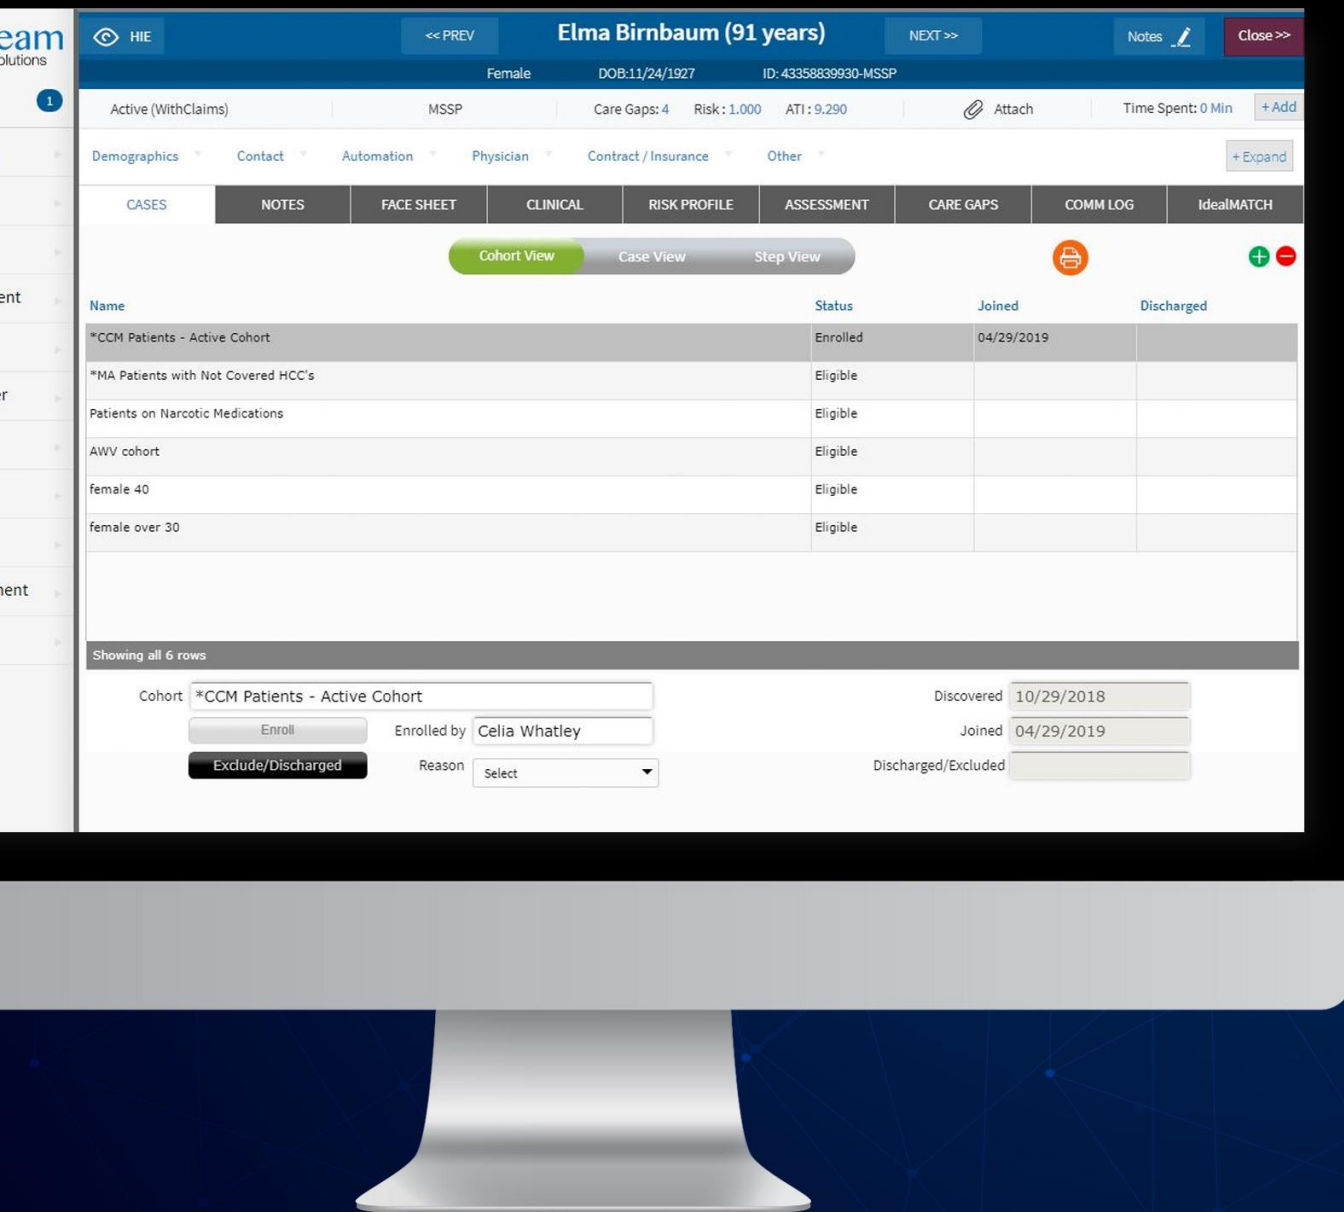 eam
olutions
1
ent
er
ment
HIE
<< PREV
Elma Birnbaum (91 years)
NEXT >>
Notes
Close >>
Female DOB:11/24/1927 ID: 43358839930-MSSP
Active (WithClaims) MSSP Care Gaps: 4 Risk : 1.000 ATI : 9.290 Attach Time Spent: 0 Min + Add
Demographics Contact Automation Physician Contract / Insurance Other + Expand
CASES NOTES FACE SHEET CLINICAL RISK PROFILE ASSESSMENT CARE GAPS COMM LOG IdealMATCH
Cohort View Case View Step View
Name Status Joined Discharged
*CCM Patients - Active Cohort Enrolled 04/29/2019
*MA Patients with Not Covered HCC's Eligible
Patients on Narcotic Medications Eligible
AWV cohort Eligible
female 40 Eligible
female over 30 Eligible
Showing all 6 rows
Cohort *CCM Patients - Active Cohort Discovered 10/29/2018
Enroll Enrolled by Celia Whatley Joined 04/29/2019
Exclude/Discharged Reason Select Discharged/Excluded